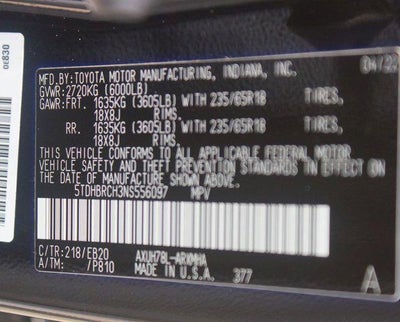 MFD.BY:TOYOTA MOTOR MANUFACTURING, INDIANA, INC. 04/22
GVWR:2720KG (6000LB)
GAWR:FRT. 1635KG (3605LB) WITH 235/65R18 TIRES,
18X8J RIMS.
RR. 1635KG (3605LB) WITH 235/65R18 TIRES,
18X8J RIMS.
THIS VEHICLE CONFORMS TO ALL APPLICABLE FEDERAL MOTOR
VEHICLE SAFETY AND THEFT PREVENTION STANDARDS IN EFFECT ON
THE DATE OF MANUFACTURE SHOWN ABOVE.
5TDHBRCH3NS556097 MPV
C/TR:218/EB20 AXUH78L-ARXMHA
A/TM: /P810 MADE IN U.S.A. 377
A